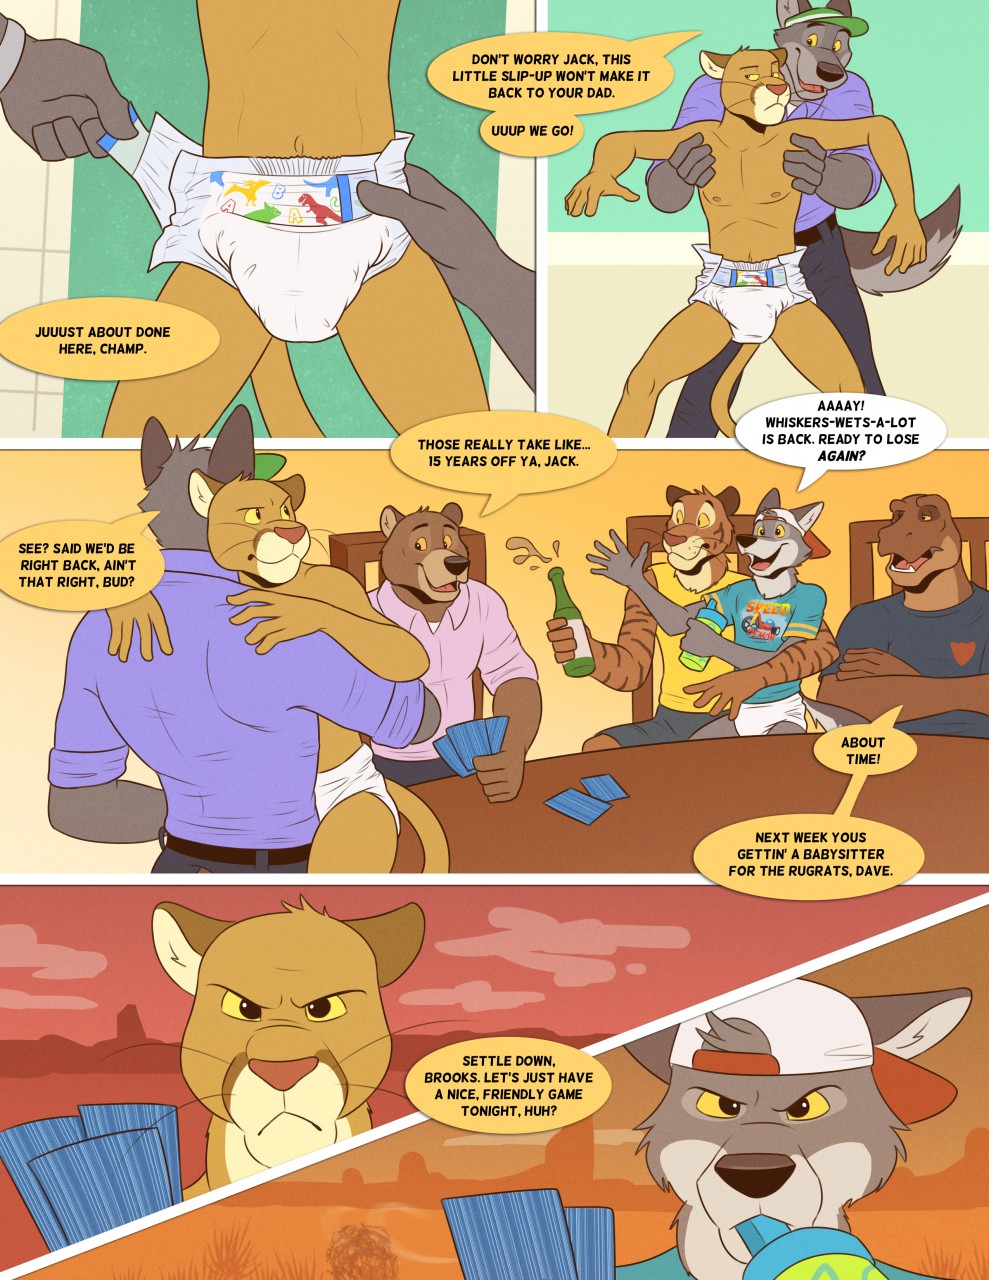 A
B
A
A
JUUUST ABOUT DONE
HERE, CHAMP.
DON'T WORRY JACK, THIS
LITTLE SLIP-UP WON'T MAKE IT
BACK TO YOUR DAD.
UUUP WE GO!
SEE? SAID WE'D BE
RIGHT BACK, AIN'T
THAT RIGHT, BUD?
THOSE REALLY TAKE LIKE...
15 YEARS OFF YA, JACK.
AAAAY!
WHISKERS-WETS-A-LOT
IS BACK. READY TO LOSE
AGAIN?
SPEED
DEMON
ABOUT
TIME!
NEXT WEEK YOUS
GETTIN' A BABYSITTER
FOR THE RUGRATS, DAVE.
SETTLE DOWN,
BROOKS. LET'S JUST HAVE
A NICE, FRIENDLY GAME
TONIGHT, HUH?